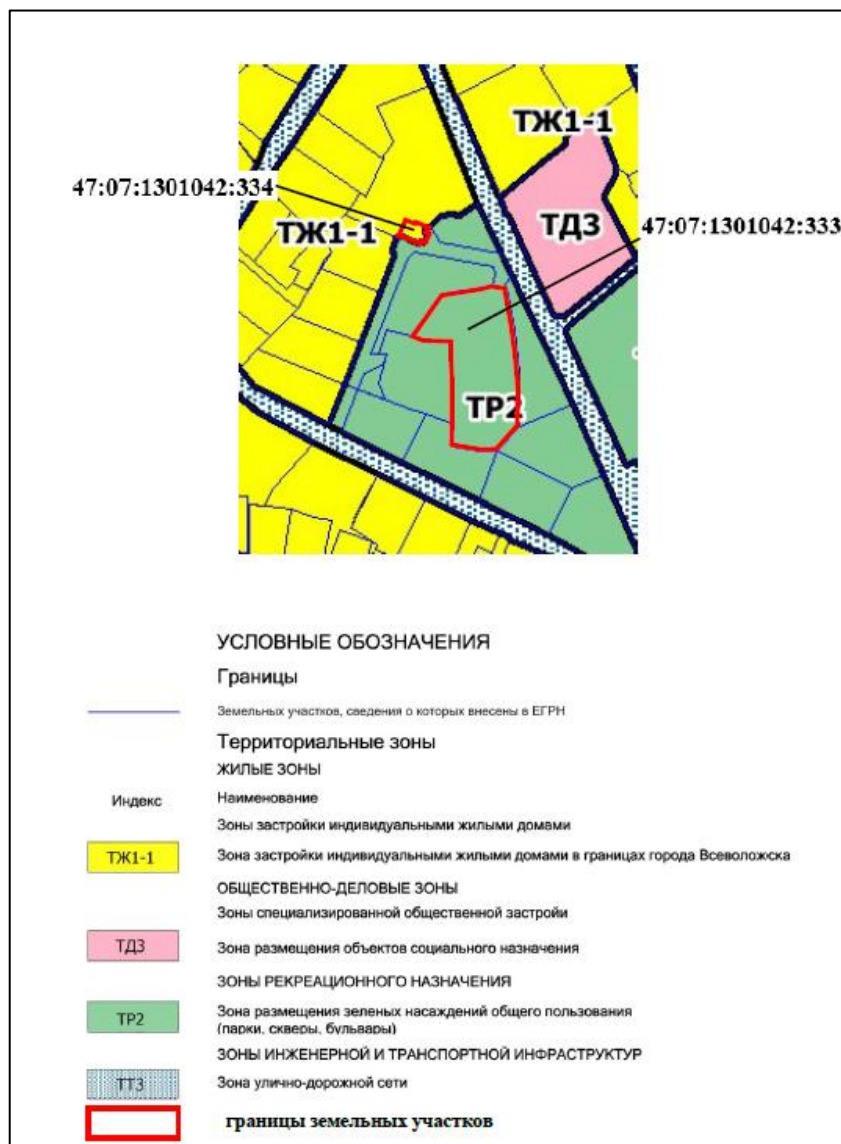 ТЖ1-1
47:07:1301042:334
ТЖ1-1
ТД3
47:07:1301042:333
ТР2
УСЛОВНЫЕ ОБОЗНАЧЕНИЯ
Границы
Земельных участков, сведения о которых внесены в ЕГРН
Территориальные зоны
ЖИЛЫЕ ЗОНЫ
Индекс
Наименование
Зоны застройки индивидуальными жилыми домами
ТЖ1-1
Зона застройки индивидуальными жилыми домами в границах города Всеволожска
ОБЩЕСТВЕННО-ДЕЛОВЫЕ ЗОНЫ
Зоны специализированной общественной застройи
ТД3
Зона размещения объектов социального назначения
ЗОНЫ РЕКРЕАЦИОННОГО НАЗНАЧЕНИЯ
ТР2
Зона размещения зеленых насаждений общего пользования
(парки, скверы, бульвары)
ЗОНЫ ИНЖЕНЕРНОЙ И ТРАНСПОРТНОЙ ИНФРАСТРУКТУР
ТТ3
Зона улично-дорожной сети
границы земельных участков